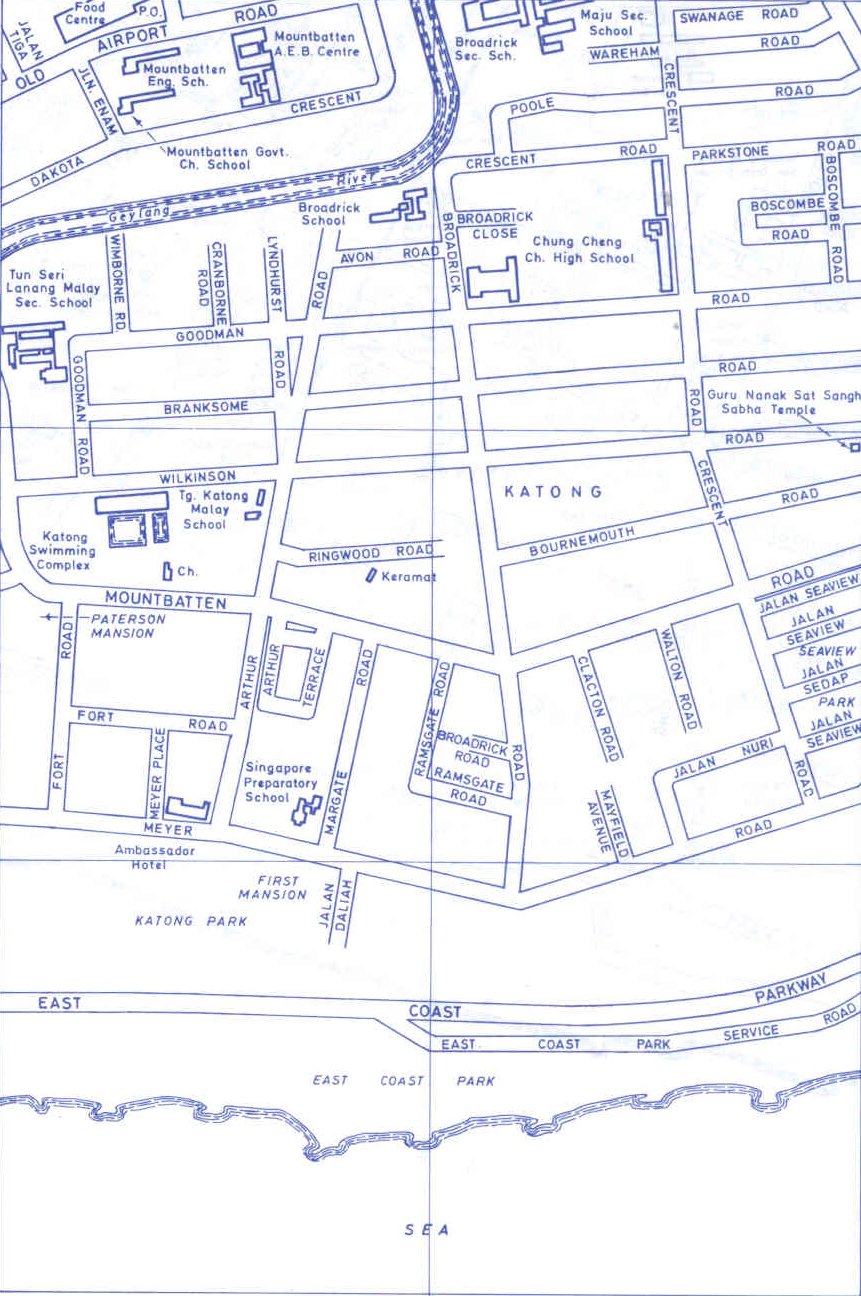 Food
Centre
P.O.
ROAD
AIRPORT
OLD
JALAN
TIGA
JLN. ENAM
Mountbatten
A.E.B. Centre
Mountbatten
Eng. Sch.
CRESCENT
DAKOTA
Mountbatten Govt.
Ch. School
Broadrick
Sec. Sch.
Maju Sec.
School
SWANAGE ROAD
WAREHAM
ROAD
CRESCENT
POOLE
ROAD
CRESCENT
ROAD
PARKSTONE
ROAD
BOSCOMBE
ROAD
BOSCOMBE
ROAD
Geylang
River
Broadrick
School
BROADRICK
CLOSE
BROADRICK
Chung Cheng
Ch. High School
AVON ROAD
WIMBORNE RD.
CRANBORNE
ROAD
LYNDHURST
ROAD
ROAD
Tun Seri
Lanang Malay
Sec. School
GOODMAN
ROAD
GOODMAN
ROAD
ROAD
ROAD
Guru Nanak Sat Sangh
Sabha Temple
BRANKSOME
ROAD
WILKINSON
ROAD
CRESCENT
KATONG
ROAD
BOURNEMOUTH
Tg. Katong
Malay
School
Katong
Swimming
Complex
Ch.
RINGWOOD ROAD
Keramat
MOUNTBATTEN
ROAD
JALAN SEAVIEW
JALAN
SEAVIEW
SEAVIEW
JALAN
SEDAP
PARK
JALAN
SEAVIEW
PATERSON
MANSION
ROAD
FORT
FORT
ROAD
MEYER PLACE
ARTHUR
ARTHUR
TERRACE
ROAD
MARGATE
RAMSGATE ROAD
BROADRICK
ROAD
RAMSGATE
ROAD
ROAD
CLACTON ROAD
WALTON ROAD
JALAN NURI
ROAD
MAYFIELD
AVENUE
ROAD
Singapore
Preparatory
School
MEYER
Ambassador
Hotel
FIRST
MANSION
JALAN
DALIAH
KATONG PARK
EAST
COAST
PARKWAY
EAST COAST PARK
SERVICE
ROAD
EAST COAST PARK
SEA